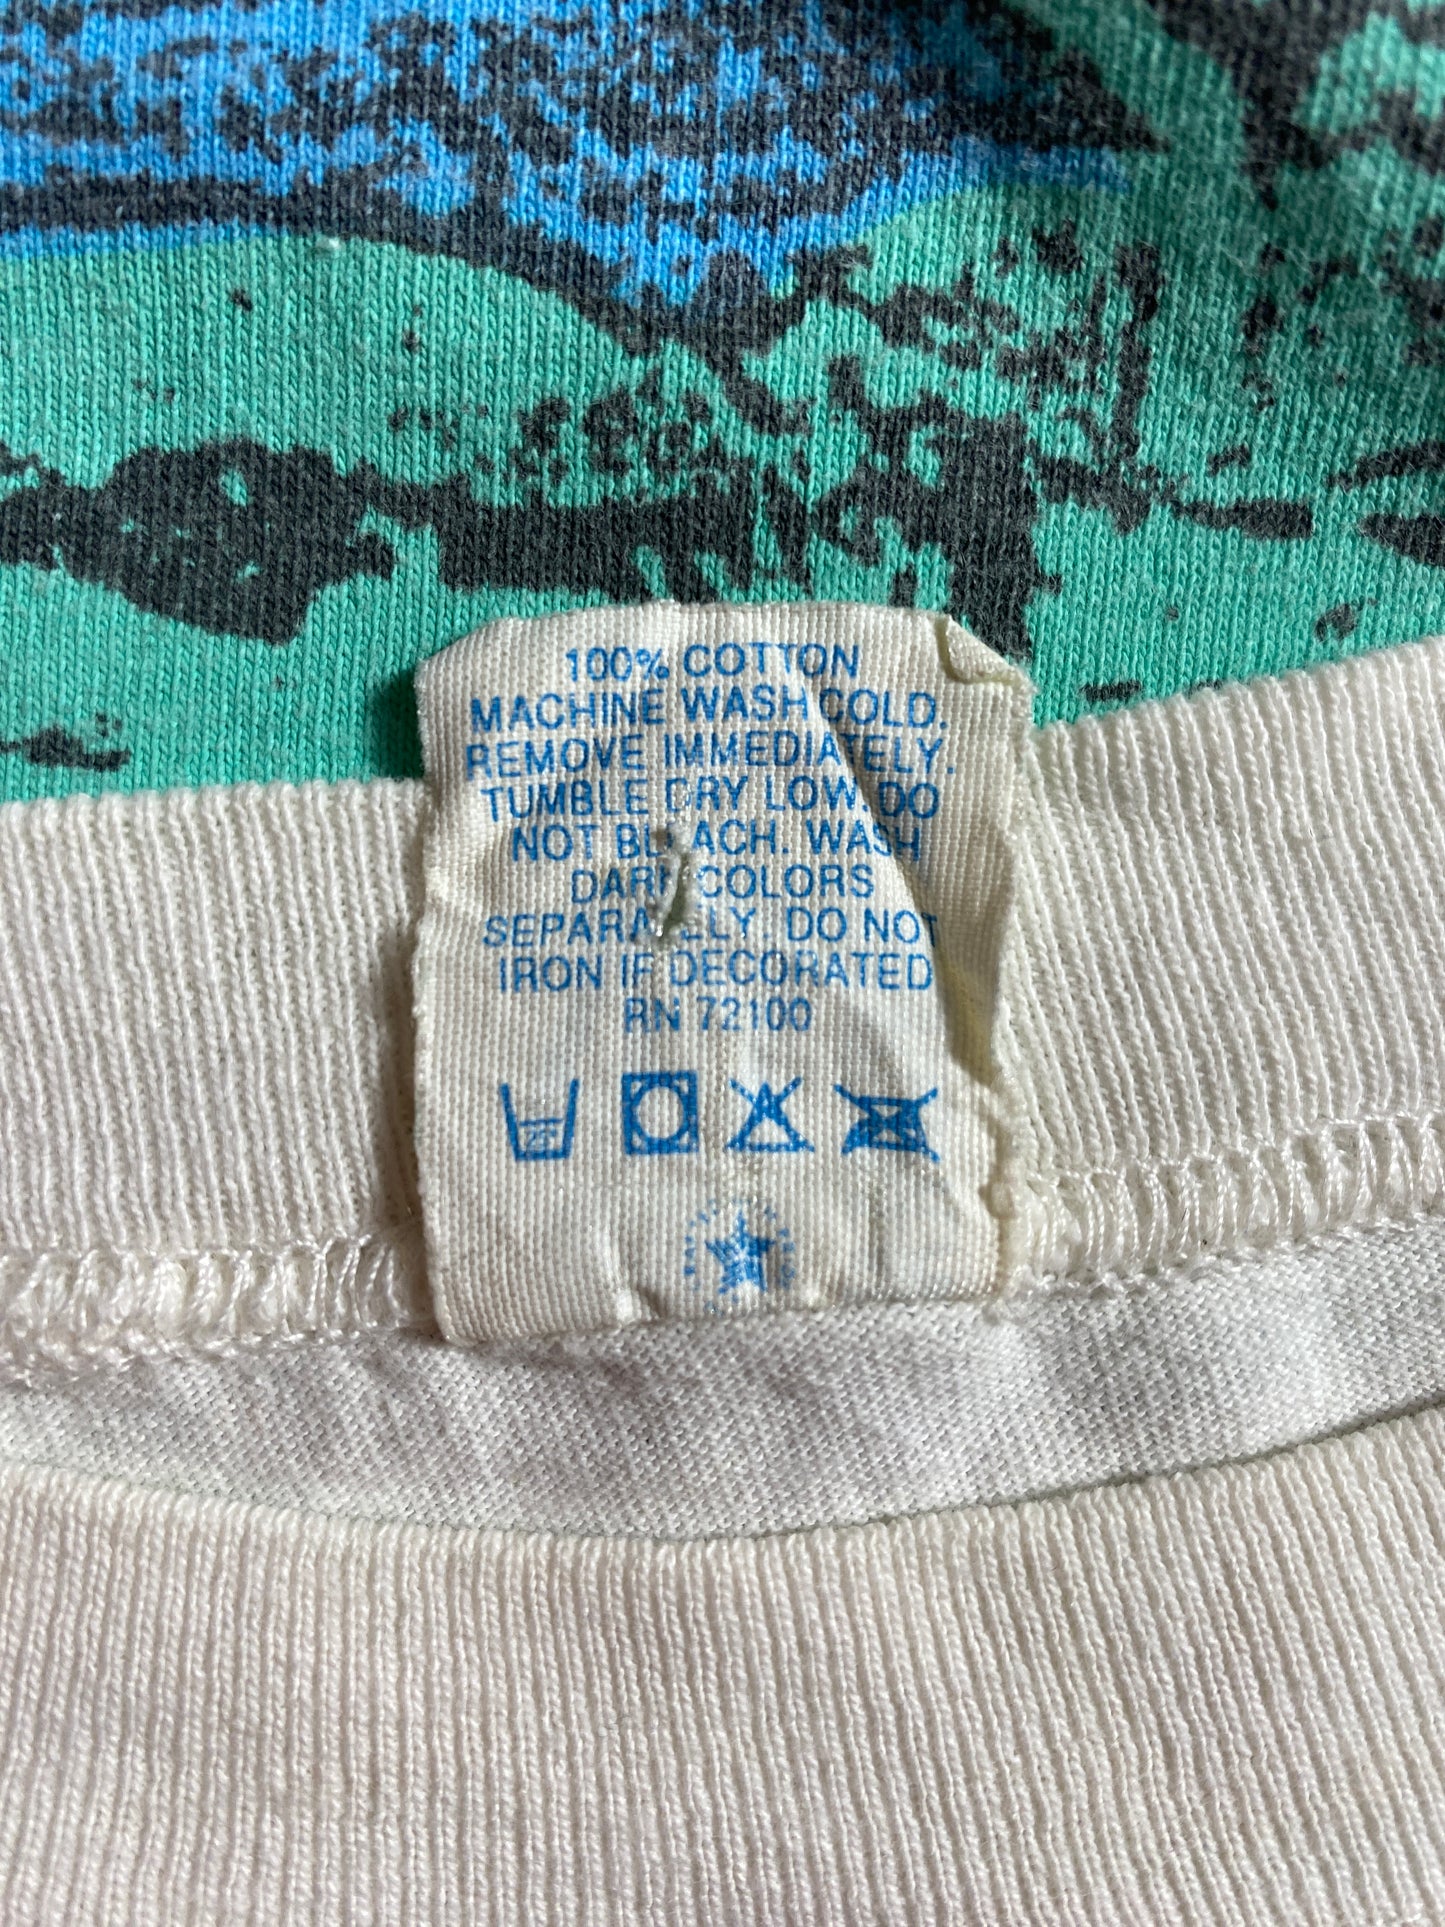 100% COTTON
MACHINE WASH COLD.
REMOVE IMMEDIATELY.
TUMBLE DRY LOW. DO
NOT BLEACH. WASH
DARK COLORS
SEPARATELY. DO NOT
IRON IF DECORATED
RN 72100